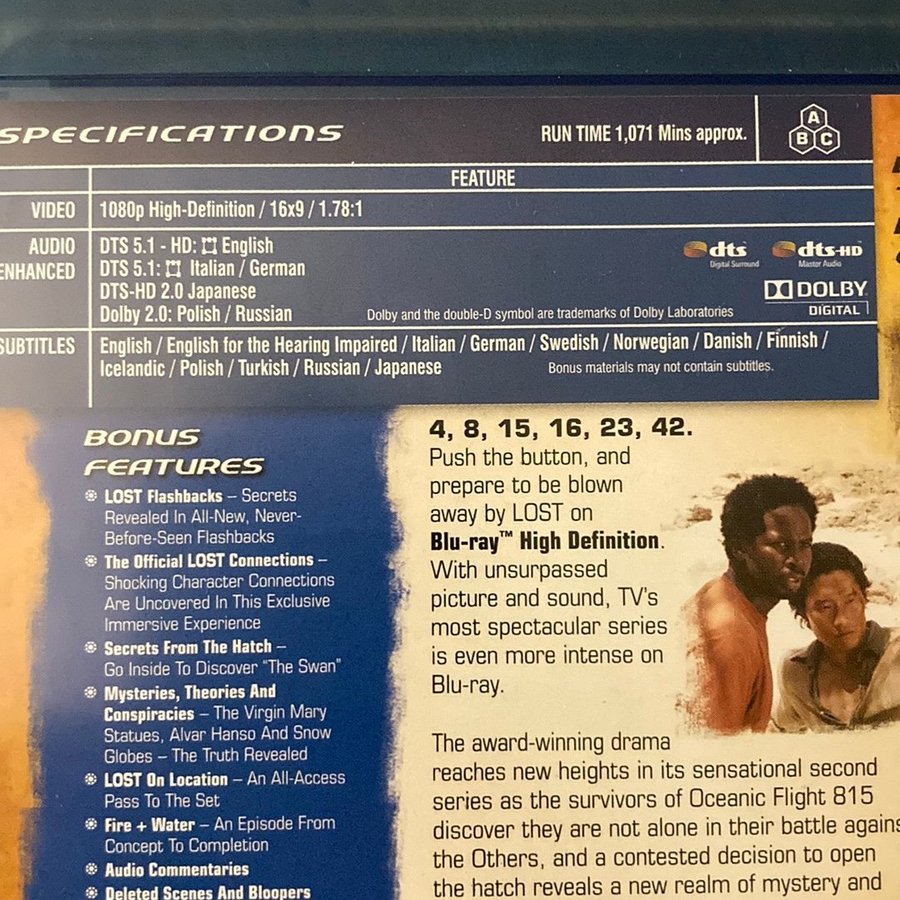 SPECIFICATIONS
RUN TIME 1,071 Mins approx.
A
B C
FEATURE
VIDEO
1080p High-Definition / 16x9 / 1.78:1
AUDIO
ENHANCED
DTS 5.1 - HD: English
DTS 5.1: Italian / German
DTS-HD 2.0 Japanese
Dolby 2.0: Polish / Russian
dts
Digital Surround
dts-HD
Master Audio
DOLBY
DIGITAL
Dolby and the double-D symbol are trademarks of Dolby Laboratories
SUBTITLES
English / English for the Hearing Impaired / Italian / German / Swedish / Norwegian / Danish / Finnish /
Icelandic / Polish / Turkish / Russian / Japanese
Bonus materials may not contain subtitles.
BONUS
FEATURES
LOST Flashbacks – Secrets
Revealed In All-New, Never-
Before-Seen Flashbacks
The Official LOST Connections –
Shocking Character Connections
Are Uncovered In This Exclusive
Immersive Experience
Secrets From The Hatch –
Go Inside To Discover "The Swan"
Mysteries, Theories And
Conspiracies – The Virgin Mary
Statues, Alvar Hanso And Snow
Globes – The Truth Revealed
LOST On Location – An All-Access
Pass To The Set
Fire + Water – An Episode From
Concept To Completion
Audio Commentaries
Deleted Scenes And Bloopers
4, 8, 15, 16, 23, 42.
Push the button, and
prepare to be blown
away by LOST on
Blu-ray™ High Definition.
With unsurpassed
picture and sound, TV's
most spectacular series
is even more intense on
Blu-ray.
The award-winning drama
reaches new heights in its sensational second
series as the survivors of Oceanic Flight 815
discover they are not alone in their battle agains
the Others, and a contested decision to open
the hatch reveals a new realm of mystery and